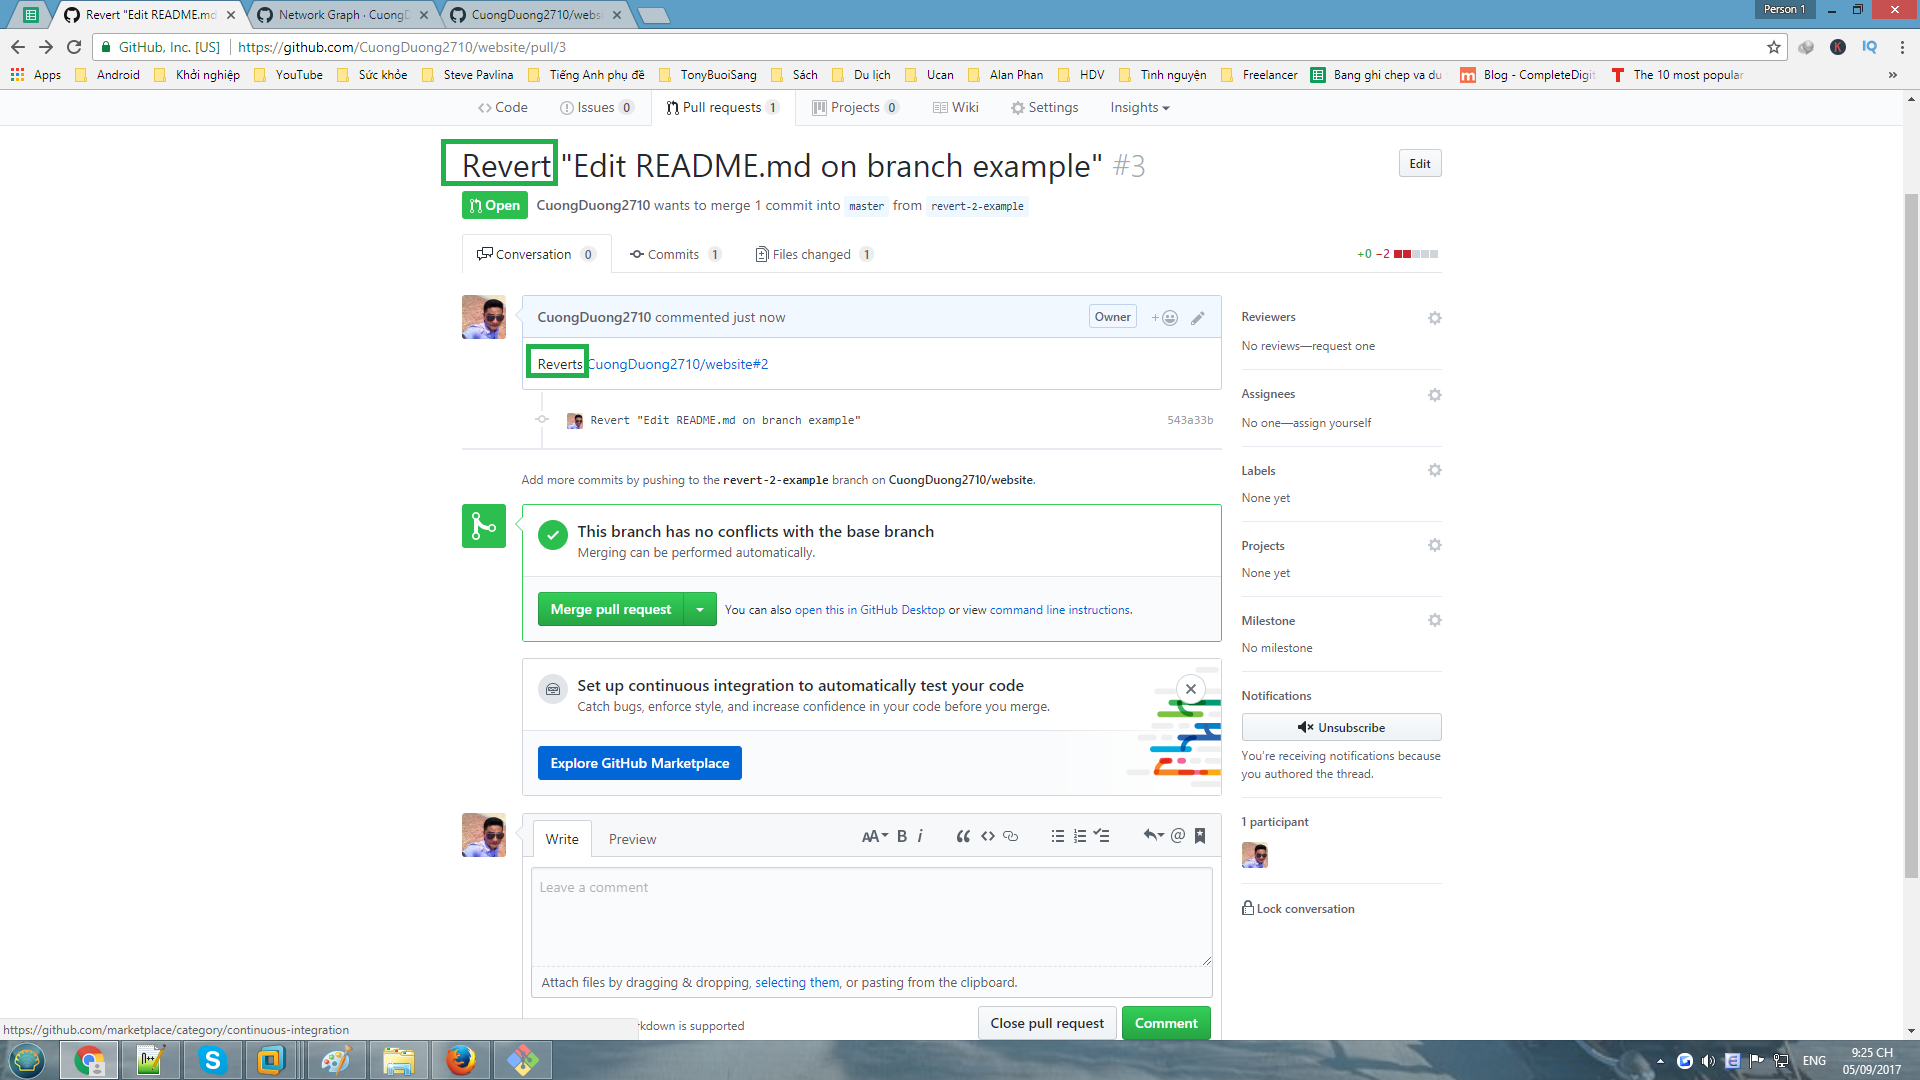 Revert "Edit README.md
Network Graph · CuongD
CuongDuong2710/webs
Person 1
GitHub, Inc. [US]
https://github.com/CuongDuong2710/website/pull/3
IQ
Apps
Android
Khởi nghiệp
YouTube
Sức khỏe
Steve Pavlina
Tiếng Anh phụ đề
TonyBuoiSang
Sách
Du lịch
Ucan
Alan Phan
HDV
Tình nguyện
Freelancer
Bang ghi chep va du
Blog - CompleteDigit
The 10 most popular
»
Code
Issues 0
Pull requests 1
Projects 0
Wiki
Settings
Insights
Revert "Edit README.md on branch example" #3
Edit
Open
CuongDuong2710 wants to merge 1 commit into master from revert-2-example
Conversation 0
Commits 1
Files changed 1
+0 −2
CuongDuong2710 commented just now
Owner
Reverts CuongDuong2710/website#2
Revert "Edit README.md on branch example"
543a33b
Add more commits by pushing to the revert-2-example branch on CuongDuong2710/website.
This branch has no conflicts with the base branch
Merging can be performed automatically.
Merge pull request
You can also open this in GitHub Desktop or view command line instructions.
Set up continuous integration to automatically test your code
Catch bugs, enforce style, and increase confidence in your code before you merge.
Explore GitHub Marketplace
Write
Preview
AA B i
Leave a comment
Attach files by dragging & dropping, selecting them, or pasting from the clipboard.
kdown is supported
Close pull request
Comment
Reviewers
No reviews—request one
Assignees
No one—assign yourself
Labels
None yet
Projects
None yet
Milestone
No milestone
Notifications
Unsubscribe
You're receiving notifications because
you authored the thread.
1 participant
Lock conversation
https://github.com/marketplace/category/continuous-integration
ENG
9:25 CH
05/09/2017